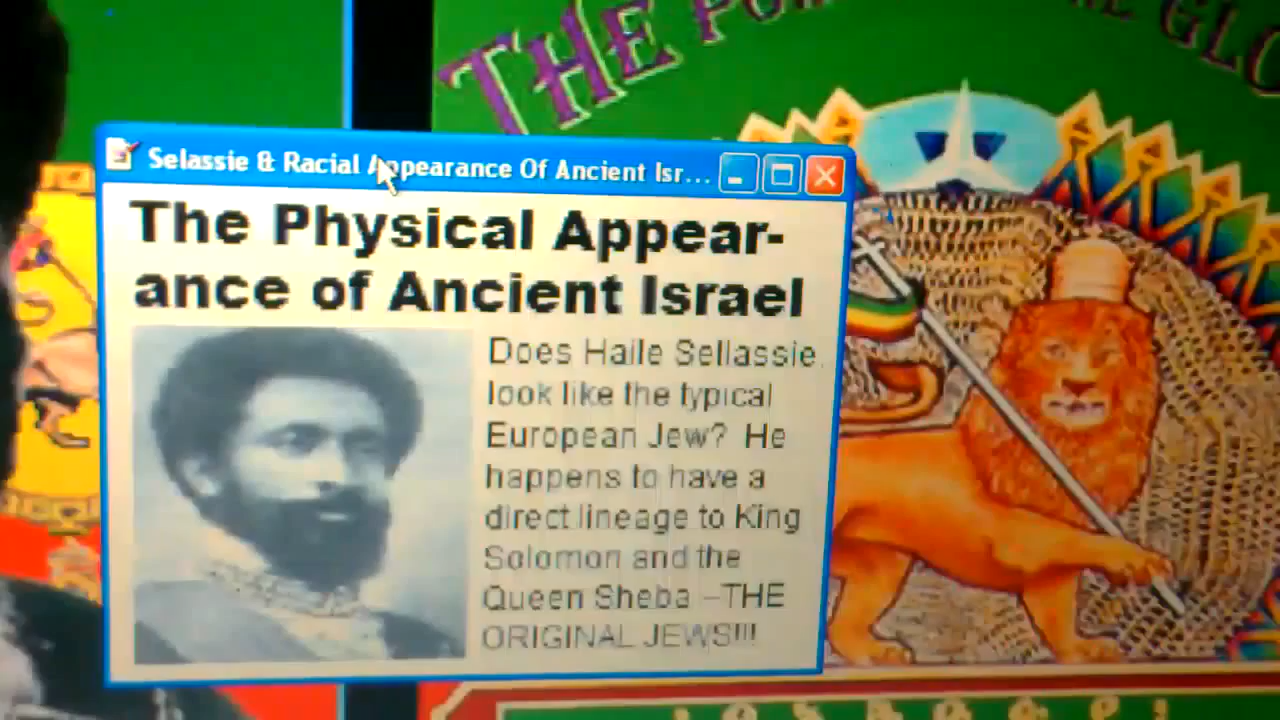 THE
Selassie & Racial Appearance Of Ancient Isr...
The Physical Appear-
ance of Ancient Israel
Does Haile Sellassie
look like the typical
European Jew? He
happens to have a
direct lineage to King
Solomon and the
Queen Sheba -THE
ORIGINAL JEWS!!!